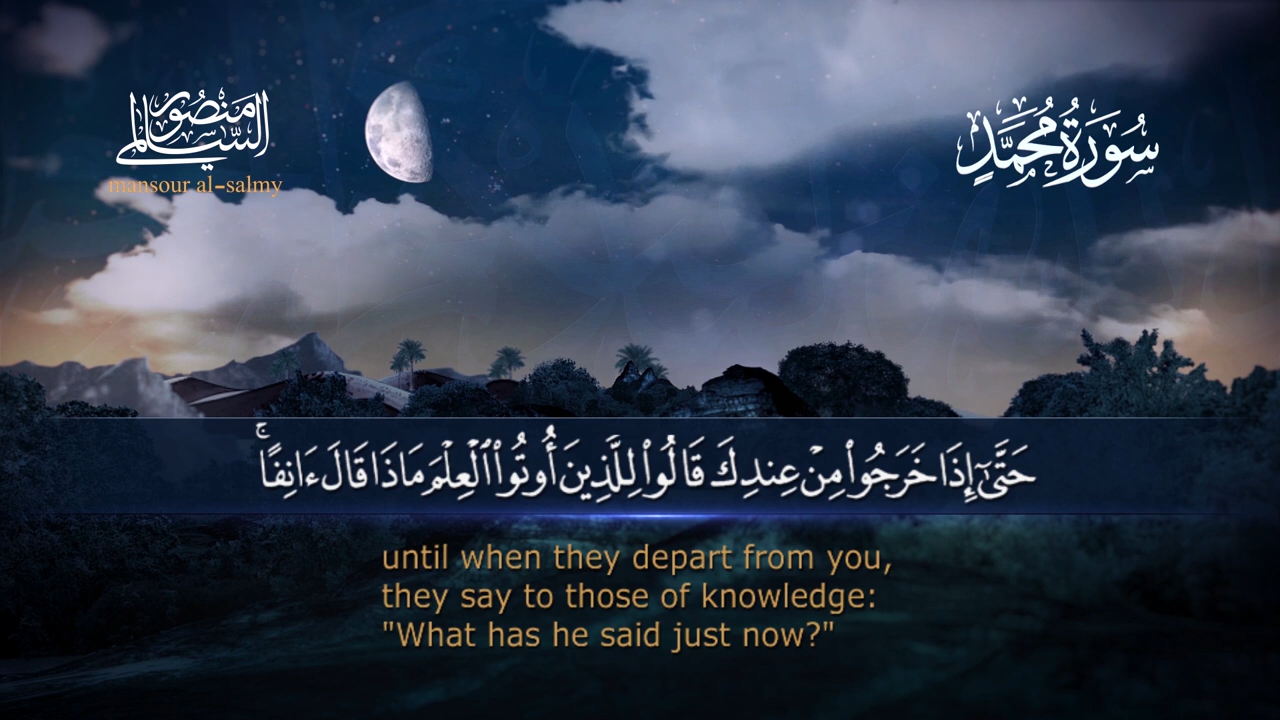 منصور السالمي
mansour al-salmy
سُورَةُ مُحَمَّدٍ
حَتَّىٰٓ إِذَا خَرَجُوا۟ مِنْ عِندِكَ قَالُوا۟ لِلَّذِينَ أُوتُوا۟ ٱلْعِلْمَ مَاذَا قَالَ ءَانِفًا ۚ
until when they depart from you,
they say to those of knowledge:
"What has he said just now?"